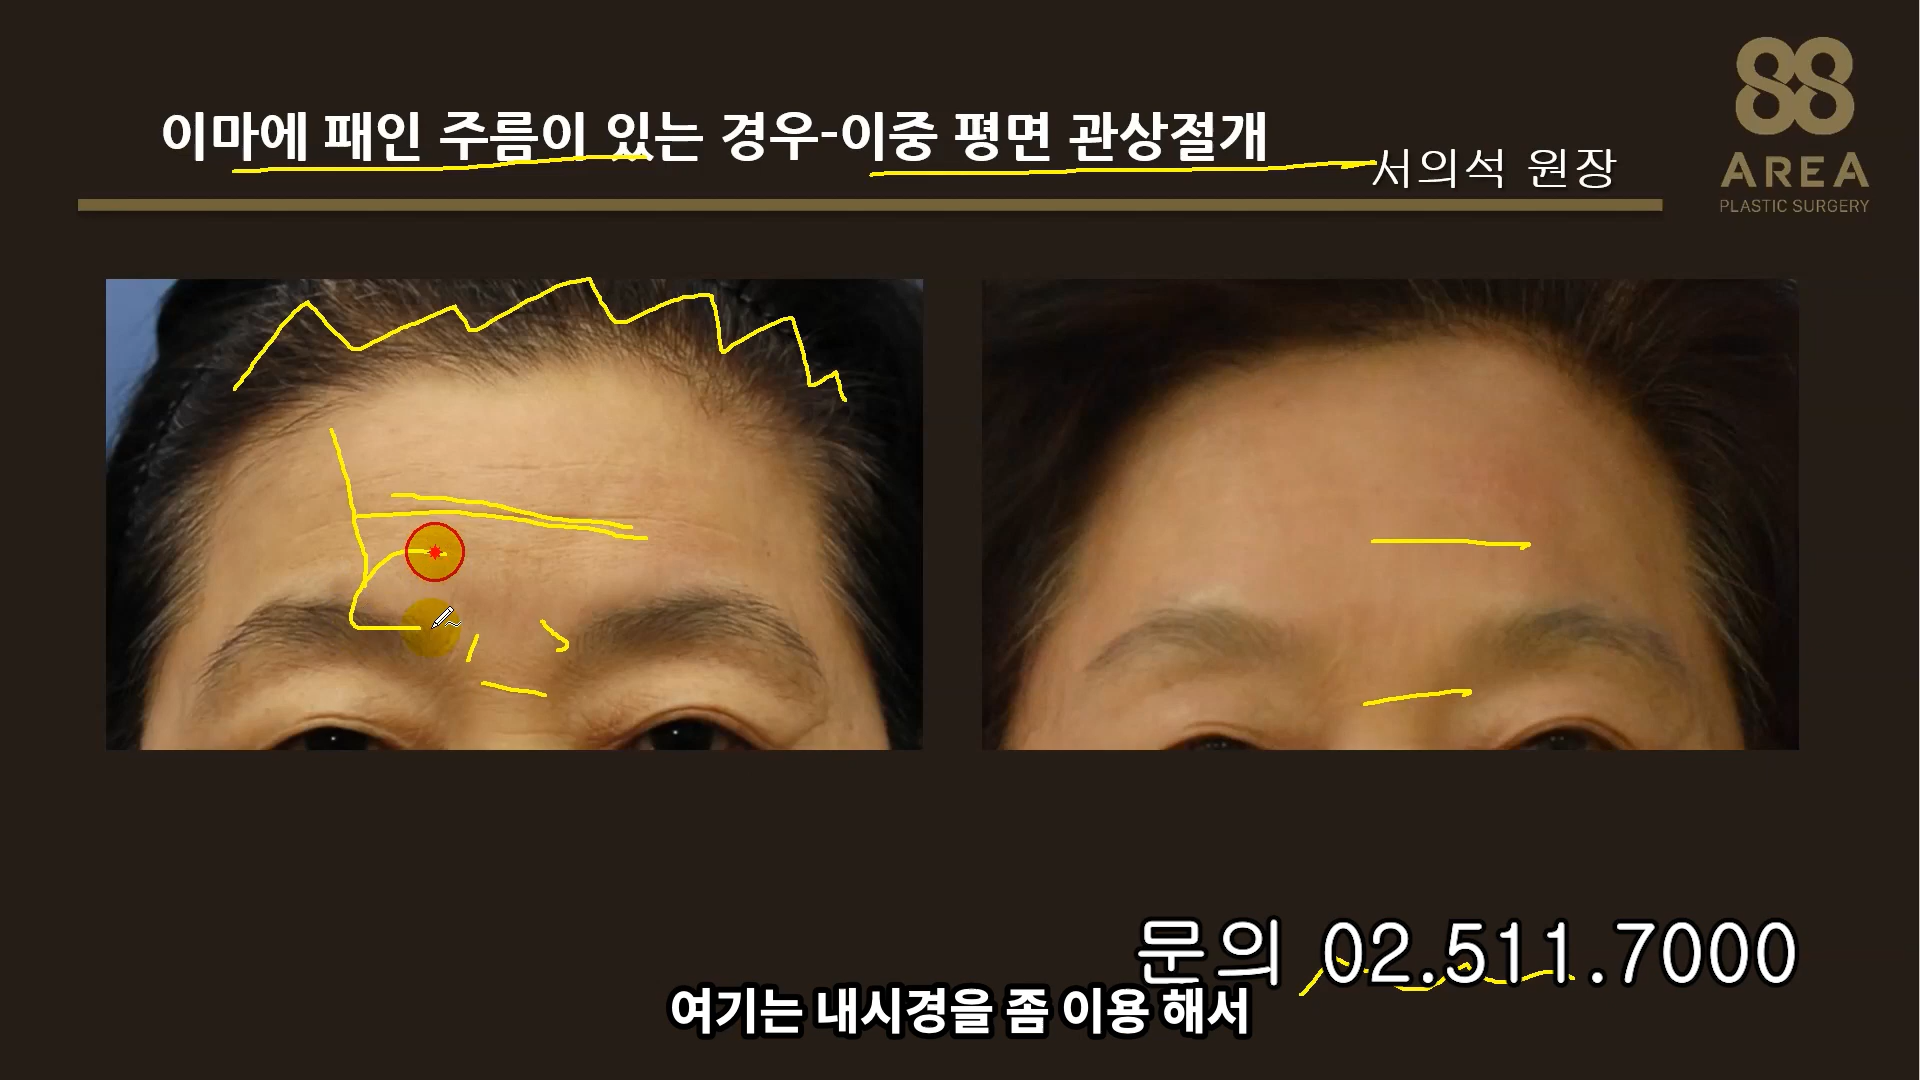 88
AREA
PLASTIC SURGERY
이마에 패인 주름이 있는 경우-이중 평면 관상절개
서의석 원장
문의 02.511.7000
여기는 내시경을 좀 이용 해서